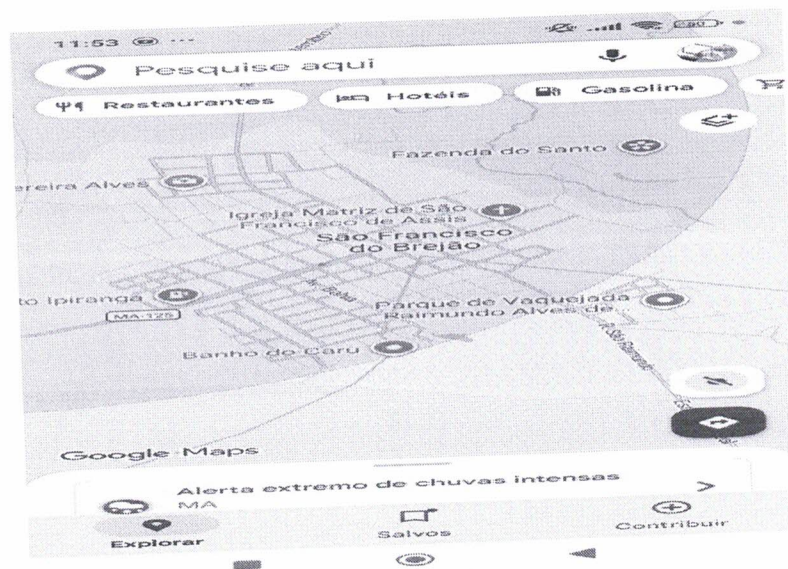 11:53
Pesquise aqui
Restaurantes
Hotéis
Gasolina
Fazenda do Santo
ereira Alves
Igreja Matriz de São
Francisco de Assis
São Francisco
do Brejão
to Ipiranga
MA-125
Av. Bahia
Parque de Vaquejada
Raimundo Alves de...
Banho do Caru
Google Maps
Alerta extremo de chuvas intensas
MA
Explorar
Salvos
Contribuir